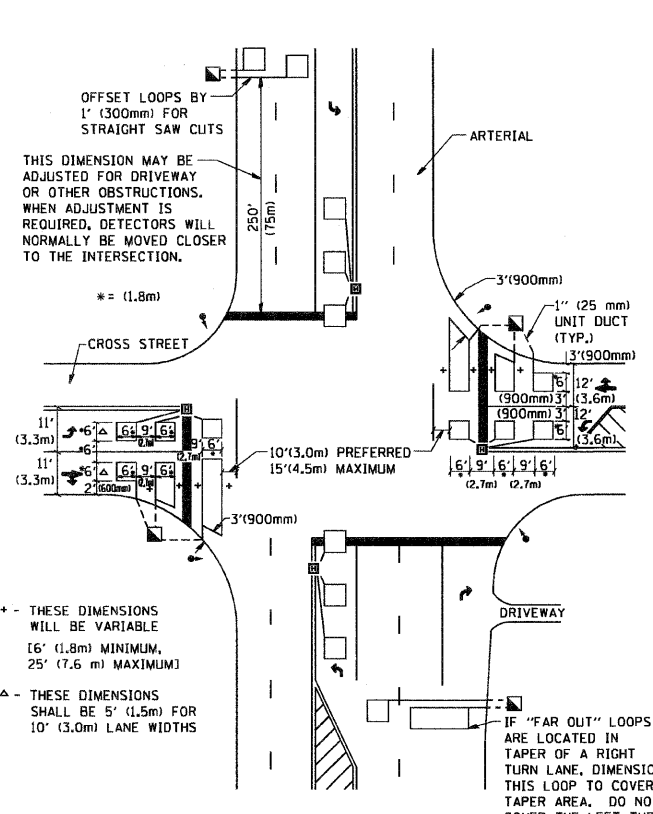 OFFSET LOOPS BY
1' (300mm) FOR
STRAIGHT SAW CUTS
THIS DIMENSION MAY BE
ADJUSTED FOR DRIVEWAY
OR OTHER OBSTRUCTIONS.
WHEN ADJUSTMENT IS
REQUIRED, DETECTORS WILL
NORMALLY BE MOVED CLOSER
TO THE INTERSECTION.
*= (1.8m)
250'
(75m)
ARTERIAL
3'(900mm)
1" (25 mm)
UNIT DUCT
(TYP.)
3'(900mm)
CROSS STREET
*6'
12'
(3.6m)
(900mm) 3'
(900mm) 3'
12'
*6'
(3.6m)
H
H
H
H
11'
(3.3m)
*6'
6' 9' 6'
*6'
9' 6'
(2.7m)
11'
(3.3m)
*6'
6' 9' 6'
2' (600mm)
10'(3.0m) PREFERRED
15'(4.5m) MAXIMUM
6' 9' 6' 9' 6'
(2.7m) (2.7m)
3'(900mm)
+ - THESE DIMENSIONS
WILL BE VARIABLE
[6' (1.8m) MINIMUM,
25' (7.6 m) MAXIMUM]
△ - THESE DIMENSIONS
SHALL BE 5' (1.5m) FOR
10' (3.0m) LANE WIDTHS
DRIVEWAY
IF "FAR OUT" LOOPS
ARE LOCATED IN
TAPER OF A RIGHT
TURN LANE, DIMENSIO
THIS LOOP TO COVER
TAPER AREA. DO NO